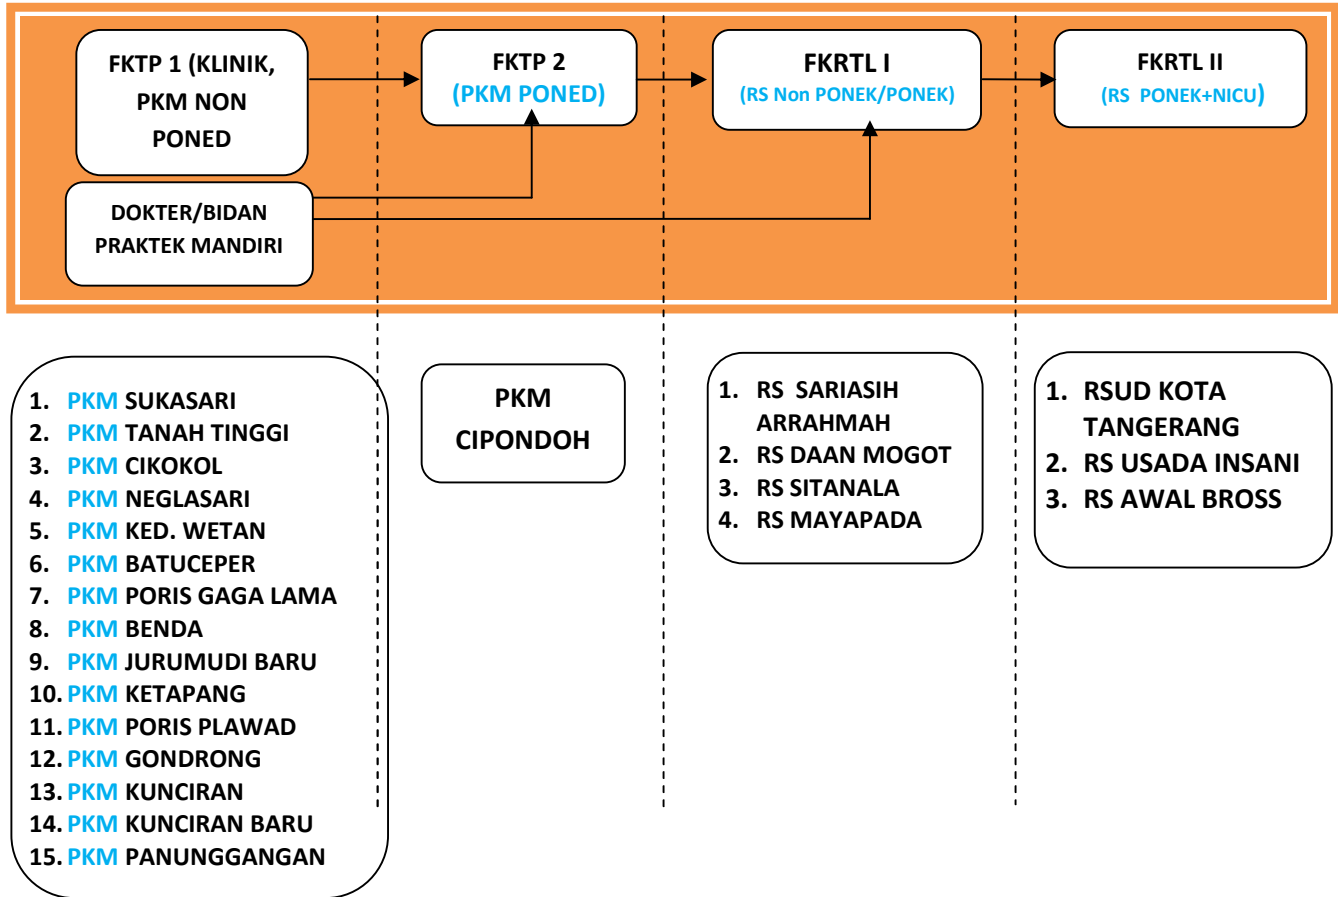 FKTP 1 (KLINIK,
PKM NON
PONED
DOKTER/BIDAN
PRAKTEK MANDIRI
FKTP 2
(PKM PONED)
FKRTL I
(RS Non PONEK/PONEK)
FKRTL II
(RS PONEK+NICU)
1. PKM SUKASARI
2. PKM TANAH TINGGI
3. PKM CIKOKOL
4. PKM NEGLASARI
5. PKM KED. WETAN
6. PKM BATUCEPER
7. PKM PORIS GAGA LAMA
8. PKM BENDA
9. PKM JURUMUDI BARU
10. PKM KETAPANG
11. PKM PORIS PLAWAD
12. PKM GONDRONG
13. PKM KUNCIRAN
14. PKM KUNCIRAN BARU
15. PKM PANUNGGANGAN
PKM
CIPONDOH
1. RS SARIASIH
ARRAHMAH
2. RS DAAN MOGOT
3. RS SITANALA
4. RS MAYAPADA
1. RSUD KOTA
TANGERANG
2. RS USADA INSANI
3. RS AWAL BROSS